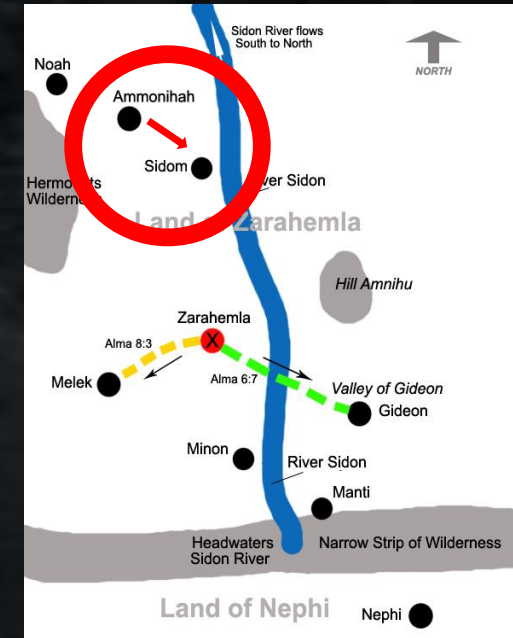 Sidon River flows
South to North
NORTH
Noah
Ammonihah
Sidom
Sidon
Land of Zarahemla
Hill Amnihu
Zarahemla
X
Alma 8:3
Melek
Alma 6:7
Valley of Gideon
Gideon
Minon
River Sidon
Manti
Headwaters
Sidon River
Narrow Strip of Wilderness
Land of Nephi
Nephi